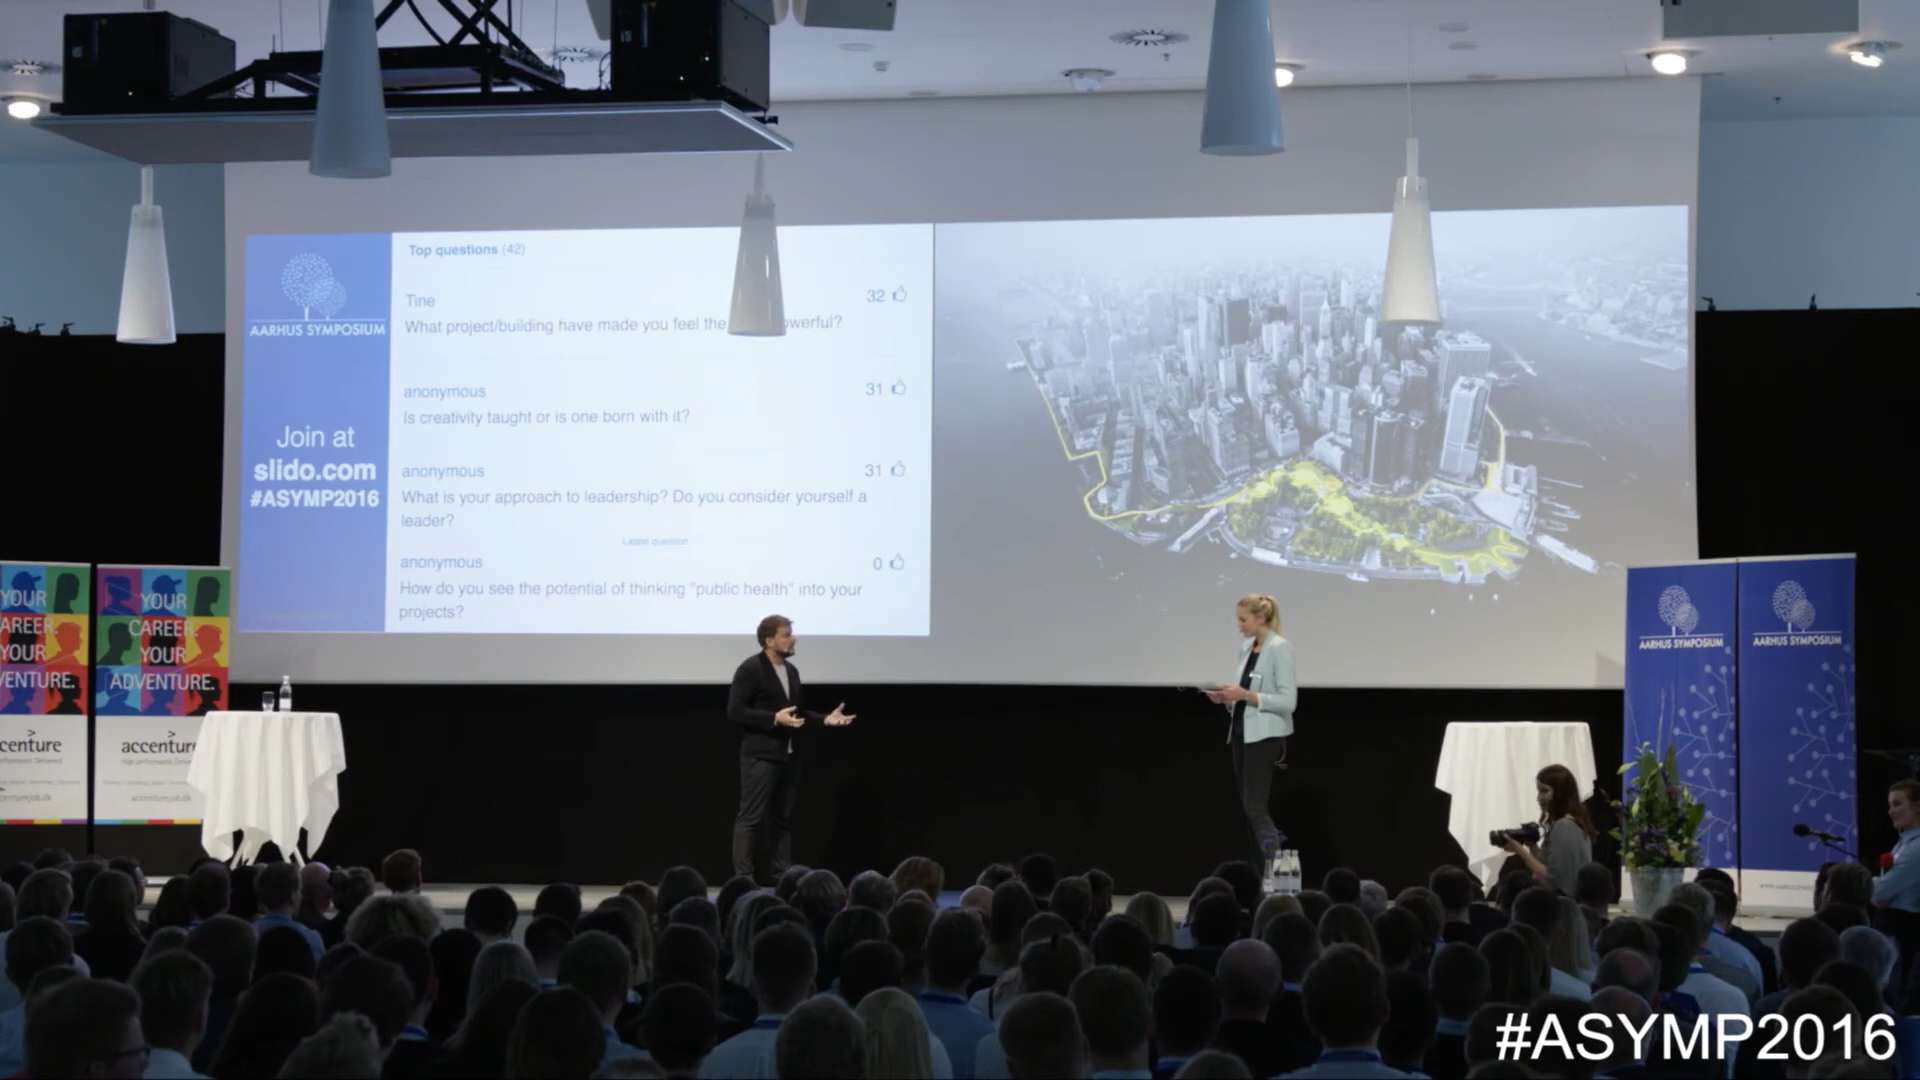 Top questions (42)
Tine
32
What project/building have made you feel the owerful?
AARHUS SYMPOSIUM
anonymous
31
Is creativity taught or is one born with it?
Join at
slido.com
#ASYMP2016
anonymous
31
What is your approach to leadership? Do you consider yourself a
leader?
Latest question
anonymous
0
How do you see the potential of thinking "public health" into your
projects?
YOUR
AREER.
YOUR
VENTURE.
centure
YOUR
CAREER.
YOUR
ADVENTURE.
accenture
AARHUS SYMPOSIUM
AARHUS SYMPOSIUM
#ASYMP2016